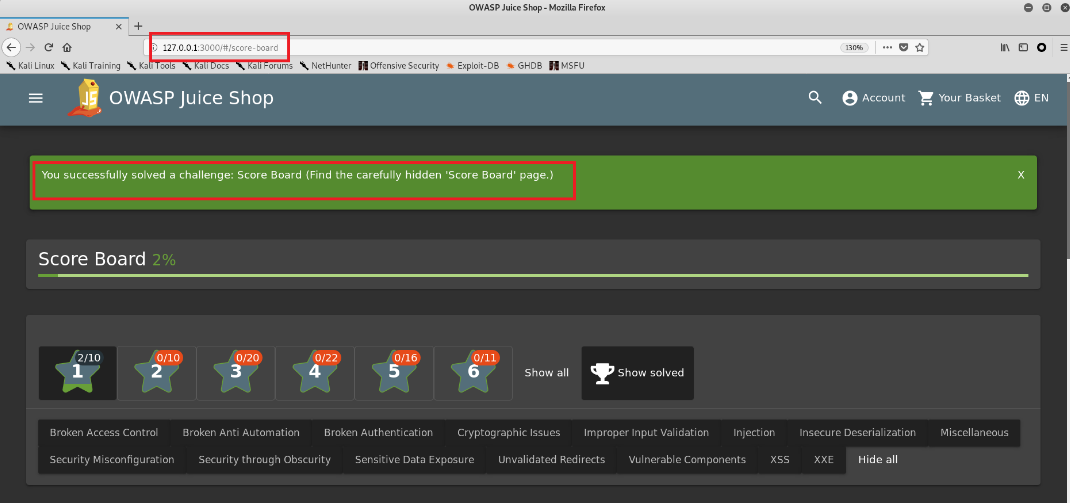 OWASP Juice Shop - Mozilla Firefox
OWASP Juice Shop
127.0.0.1:3000/#/score-board
130%
Kali Linux Kali Training Kali Tools Kali Docs Kali Forums NetHunter Offensive Security Exploit-DB GHDB MSFU
JS OWASP Juice Shop Account Your Basket EN
You successfully solved a challenge: Score Board (Find the carefully hidden 'Score Board' page.) X
Score Board 2%
2/10 0/10 0/20 0/22 0/16 0/11
1 2 3 4 5 6 Show all Show solved
Broken Access Control Broken Anti Automation Broken Authentication Cryptographic Issues Improper Input Validation Injection Insecure Deserialization Miscellaneous
Security Misconfiguration Security through Obscurity Sensitive Data Exposure Unvalidated Redirects Vulnerable Components XSS XXE Hide all